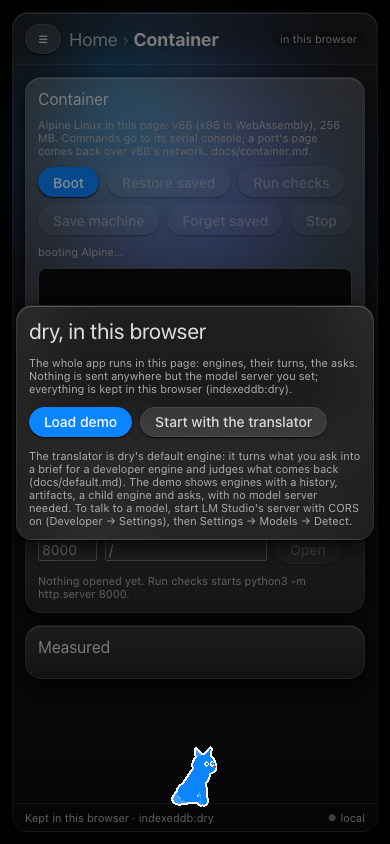 ≡ Home › Container in this browser
Container
Alpine Linux in this page: v86 (x86 in WebAssembly), 256
MB. Commands go to its serial console; a port's page
comes back over v86's network. docs/container.md.
Boot Restore saved Run checks
Save machine Forget saved Stop
booting Alpine…
dry, in this browser
The whole app runs in this page: engines, their turns, the asks.
Nothing is sent anywhere but the model server you set;
everything is kept in this browser (indexeddb:dry).
Load demo Start with the translator
The translator is dry's default engine: it turns what you ask into
a brief for a developer engine and judges what comes back
(docs/default.md). The demo shows engines with a history,
artifacts, a child engine and asks, with no model server
needed. To talk to a model, start LM Studio's server with CORS
on (Developer → Settings), then Settings → Models → Detect.
8000 / Open
Nothing opened yet. Run checks starts python3 -m
http.server 8000.
Measured
Kept in this browser · indexeddb:dry local